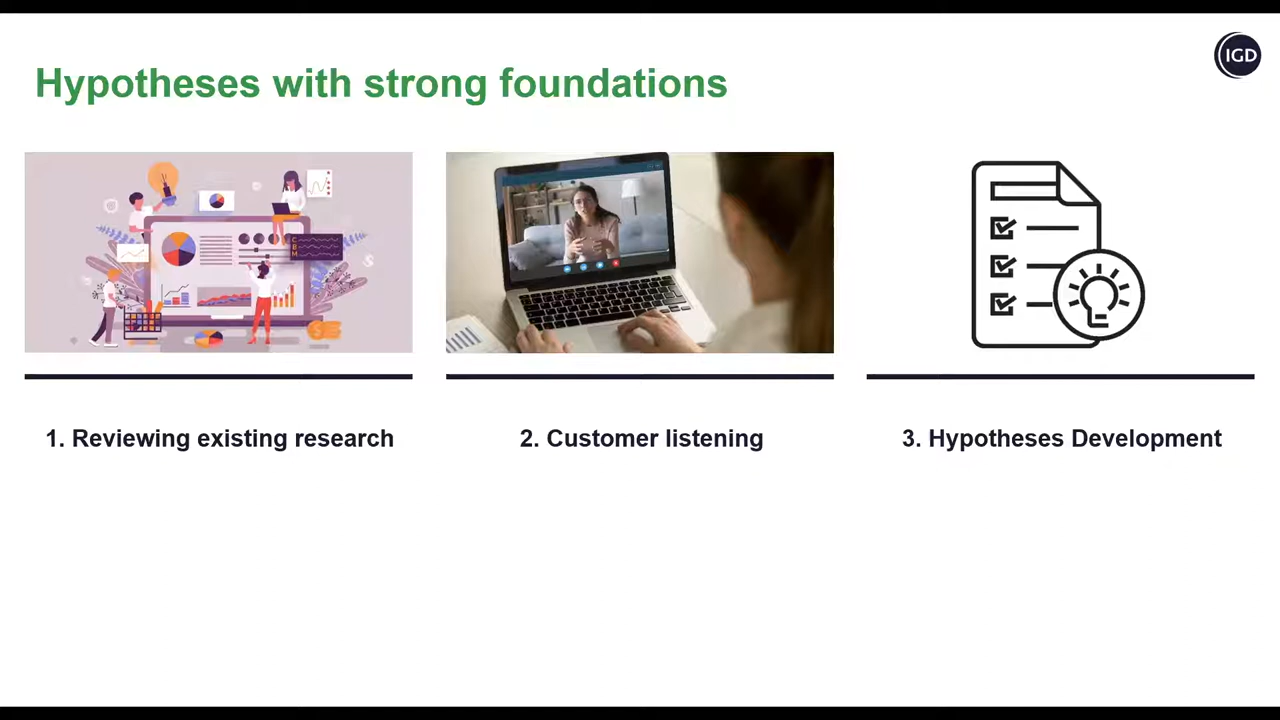 IGD
Hypotheses with strong foundations
1. Reviewing existing research
2. Customer listening
3. Hypotheses Development